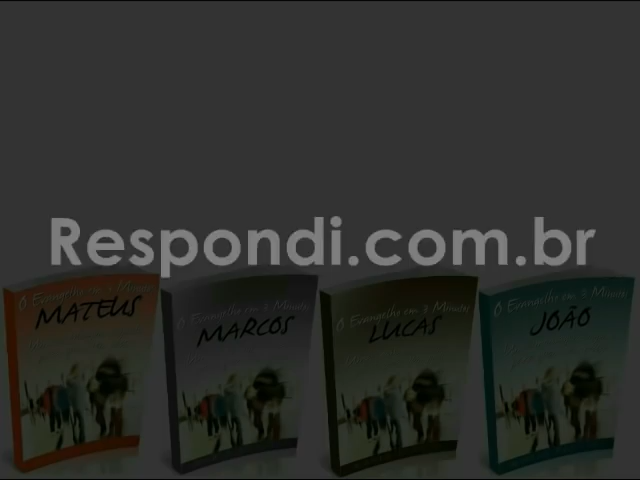 Respondi.com.br
O Evangelho em 3 Minutos
MATEUS
O Evangelho em 3 Minutos
MARCOS
O Evangelho em 3 Minutos
LUCAS
O Evangelho em 3 Minutos
JOÃO